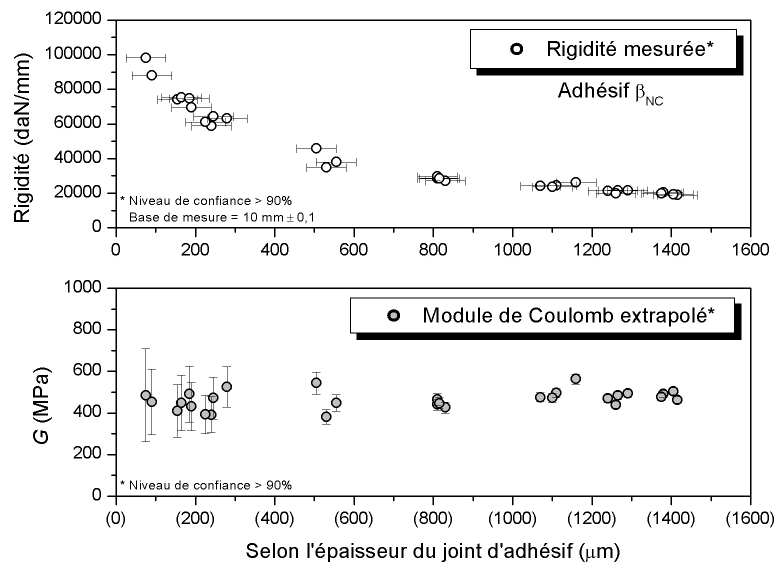 120000
100000
80000
60000
40000
20000
0
Rigidité (daN/mm)
Rigidité mesurée*
Adhésif βNC
* Niveau de confiance > 90%
Base de mesure = 10 mm ± 0,1
0 200 400 600 800 1000 1200 1400 1600
1000
800
600
400
200
0
G (MPa)
Module de Coulomb extrapolé*
* Niveau de confiance > 90%
(0) (200) (400) (600) (800) (1000) (1200) (1400) (1600)
Selon l'épaisseur du joint d'adhésif (µm)